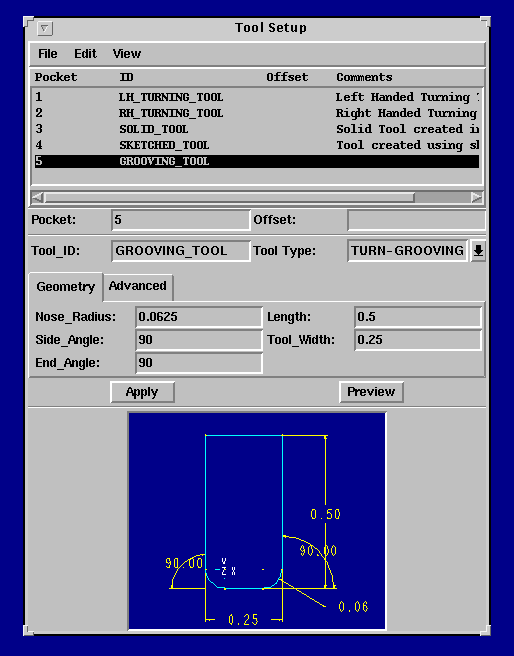 Tool Setup
File Edit View
Pocket ID Offset Comments
1 LH_TURNING_TOOL Left Handed Turning
2 RH_TURNING_TOOL Right Handed Turning
3 SOLID_TOOL Solid Tool created in
4 SKETCHED_TOOL Tool created using sk
5 GROOVING_TOOL
Pocket: 5 Offset:
Tool_ID: GROOVING_TOOL Tool Type: TURN-GROOVING
Geometry Advanced
Nose_Radius: 0.0625 Length: 0.5
Side_Angle: 90 Tool_Width: 0.25
End_Angle: 90
Apply Preview
0.50
90.00
90.00
Y
Z X
0.06
0.25